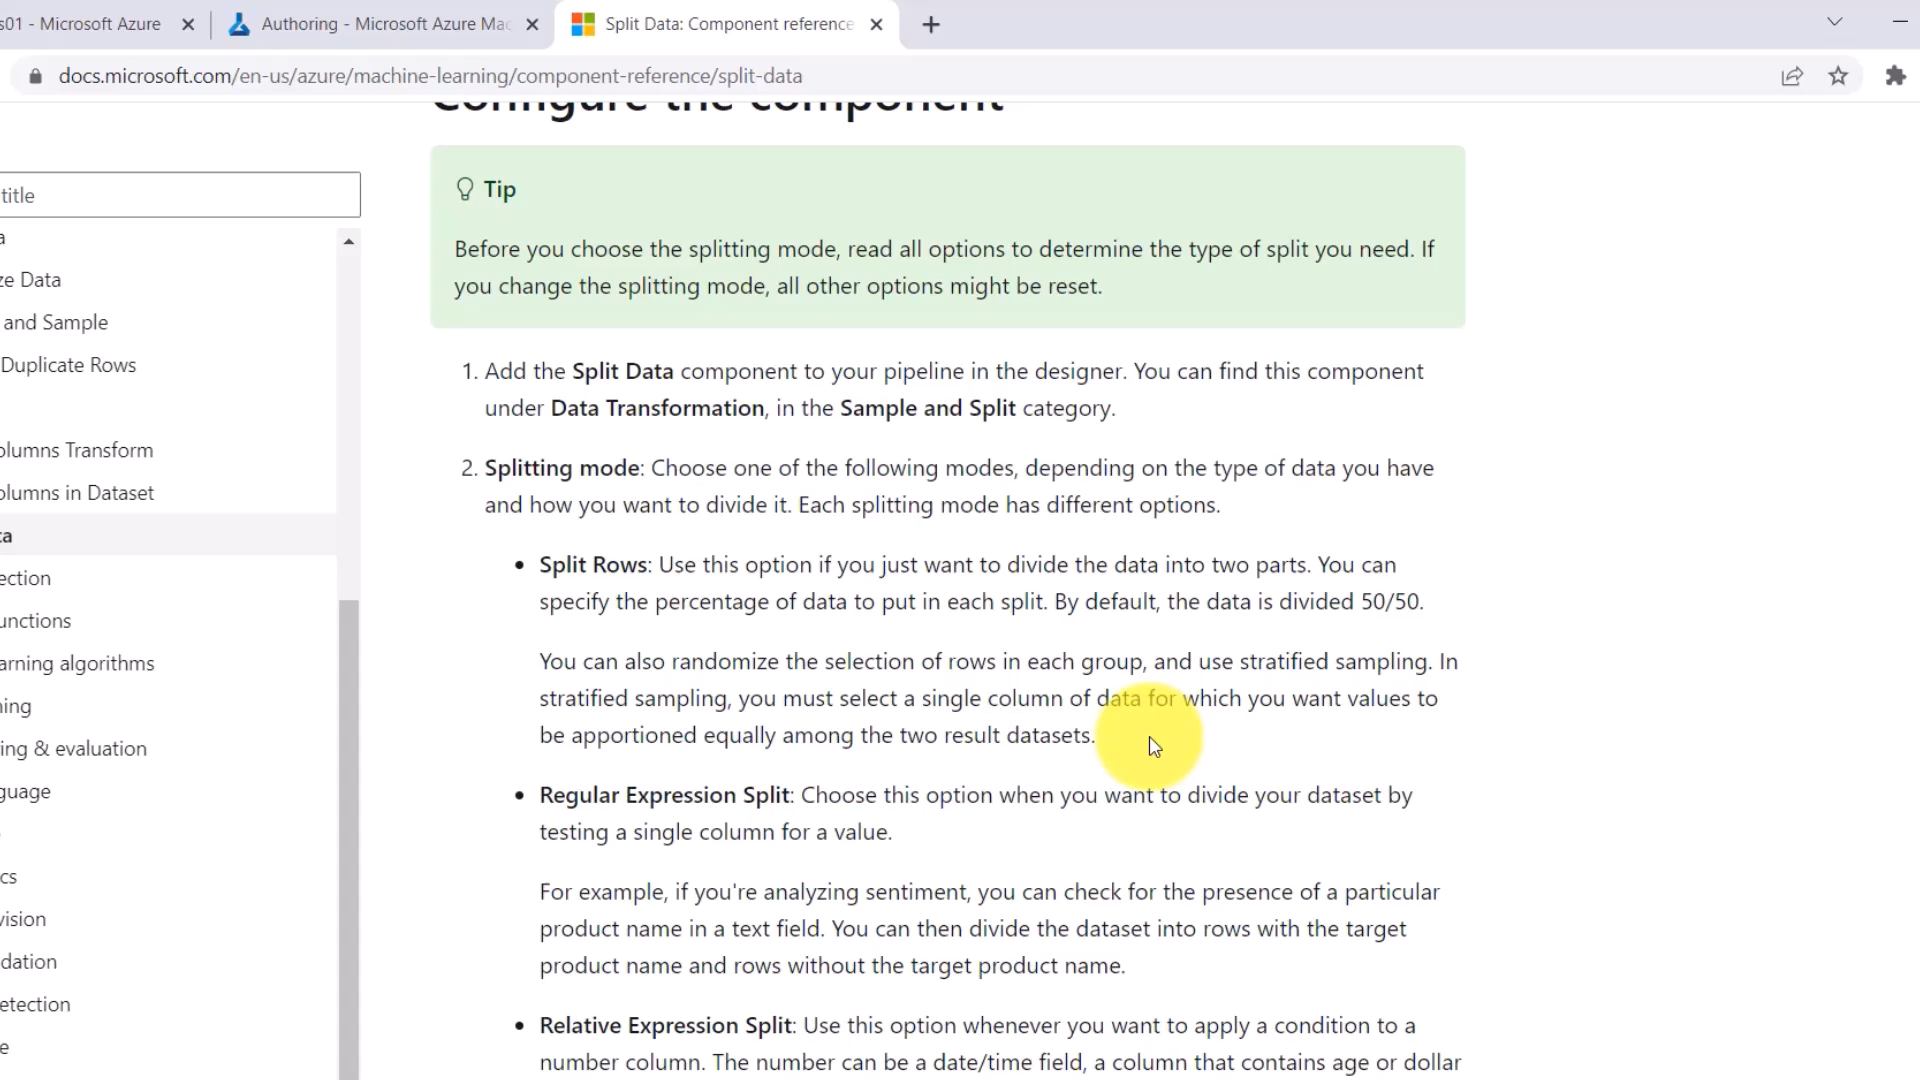 s01 - Microsoft Azure
Authoring - Microsoft Azure Mac
Split Data: Component reference
docs.microsoft.com/en-us/azure/machine-learning/component-reference/split-data
Configure the component
title
a
ze Data
and Sample
Duplicate Rows
olumns Transform
olumns in Dataset
ta
ection
unctions
arning algorithms
ning
ing & evaluation
guage
cs
vision
dation
etection
e
Tip
Before you choose the splitting mode, read all options to determine the type of split you need. If
you change the splitting mode, all other options might be reset.
1. Add the Split Data component to your pipeline in the designer. You can find this component
under Data Transformation, in the Sample and Split category.
2. Splitting mode: Choose one of the following modes, depending on the type of data you have
and how you want to divide it. Each splitting mode has different options.
• Split Rows: Use this option if you just want to divide the data into two parts. You can
specify the percentage of data to put in each split. By default, the data is divided 50/50.
You can also randomize the selection of rows in each group, and use stratified sampling. In
stratified sampling, you must select a single column of data for which you want values to
be apportioned equally among the two result datasets.
• Regular Expression Split: Choose this option when you want to divide your dataset by
testing a single column for a value.
For example, if you're analyzing sentiment, you can check for the presence of a particular
product name in a text field. You can then divide the dataset into rows with the target
product name and rows without the target product name.
• Relative Expression Split: Use this option whenever you want to apply a condition to a
number column. The number can be a date/time field, a column that contains age or dollar